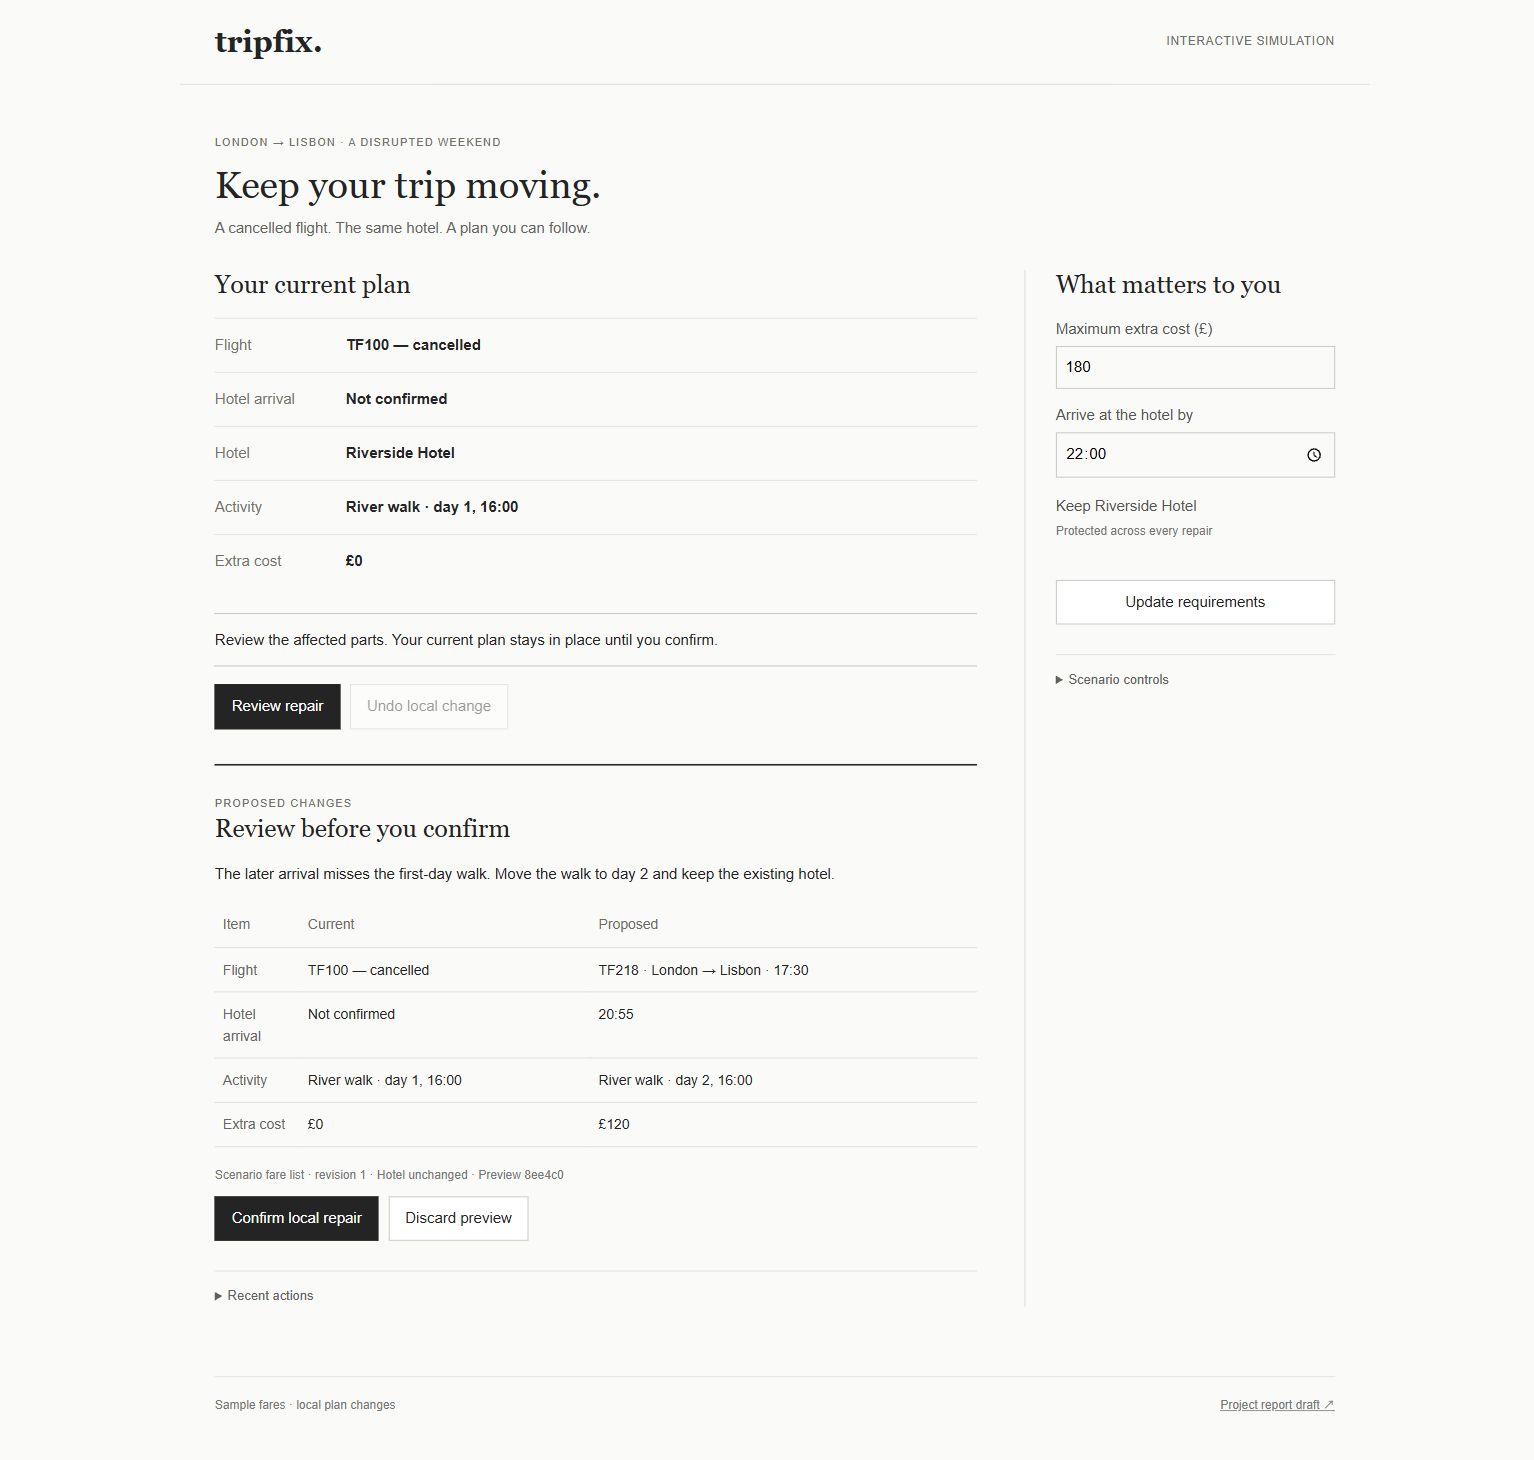 tripfix.
INTERACTIVE SIMULATION
LONDON → LISBON · A DISRUPTED WEEKEND
Keep your trip moving.
A cancelled flight. The same hotel. A plan you can follow.
Your current plan
Flight TF100 — cancelled
Hotel arrival Not confirmed
Hotel Riverside Hotel
Activity River walk · day 1, 16:00
Extra cost £0
Review the affected parts. Your current plan stays in place until you confirm.
Review repair Undo local change
PROPOSED CHANGES
Review before you confirm
The later arrival misses the first-day walk. Move the walk to day 2 and keep the existing hotel.
Item Current Proposed
Flight TF100 — cancelled TF218 · London → Lisbon · 17:30
Hotel arrival Not confirmed 20:55
Activity River walk · day 1, 16:00 River walk · day 2, 16:00
Extra cost £0 £120
Scenario fare list · revision 1 · Hotel unchanged · Preview 8ee4c0
Confirm local repair Discard preview
▶ Recent actions
What matters to you
Maximum extra cost (£)
180
Arrive at the hotel by
22:00
Keep Riverside Hotel
Protected across every repair
Update requirements
▶ Scenario controls
Sample fares · local plan changes
Project report draft ↗